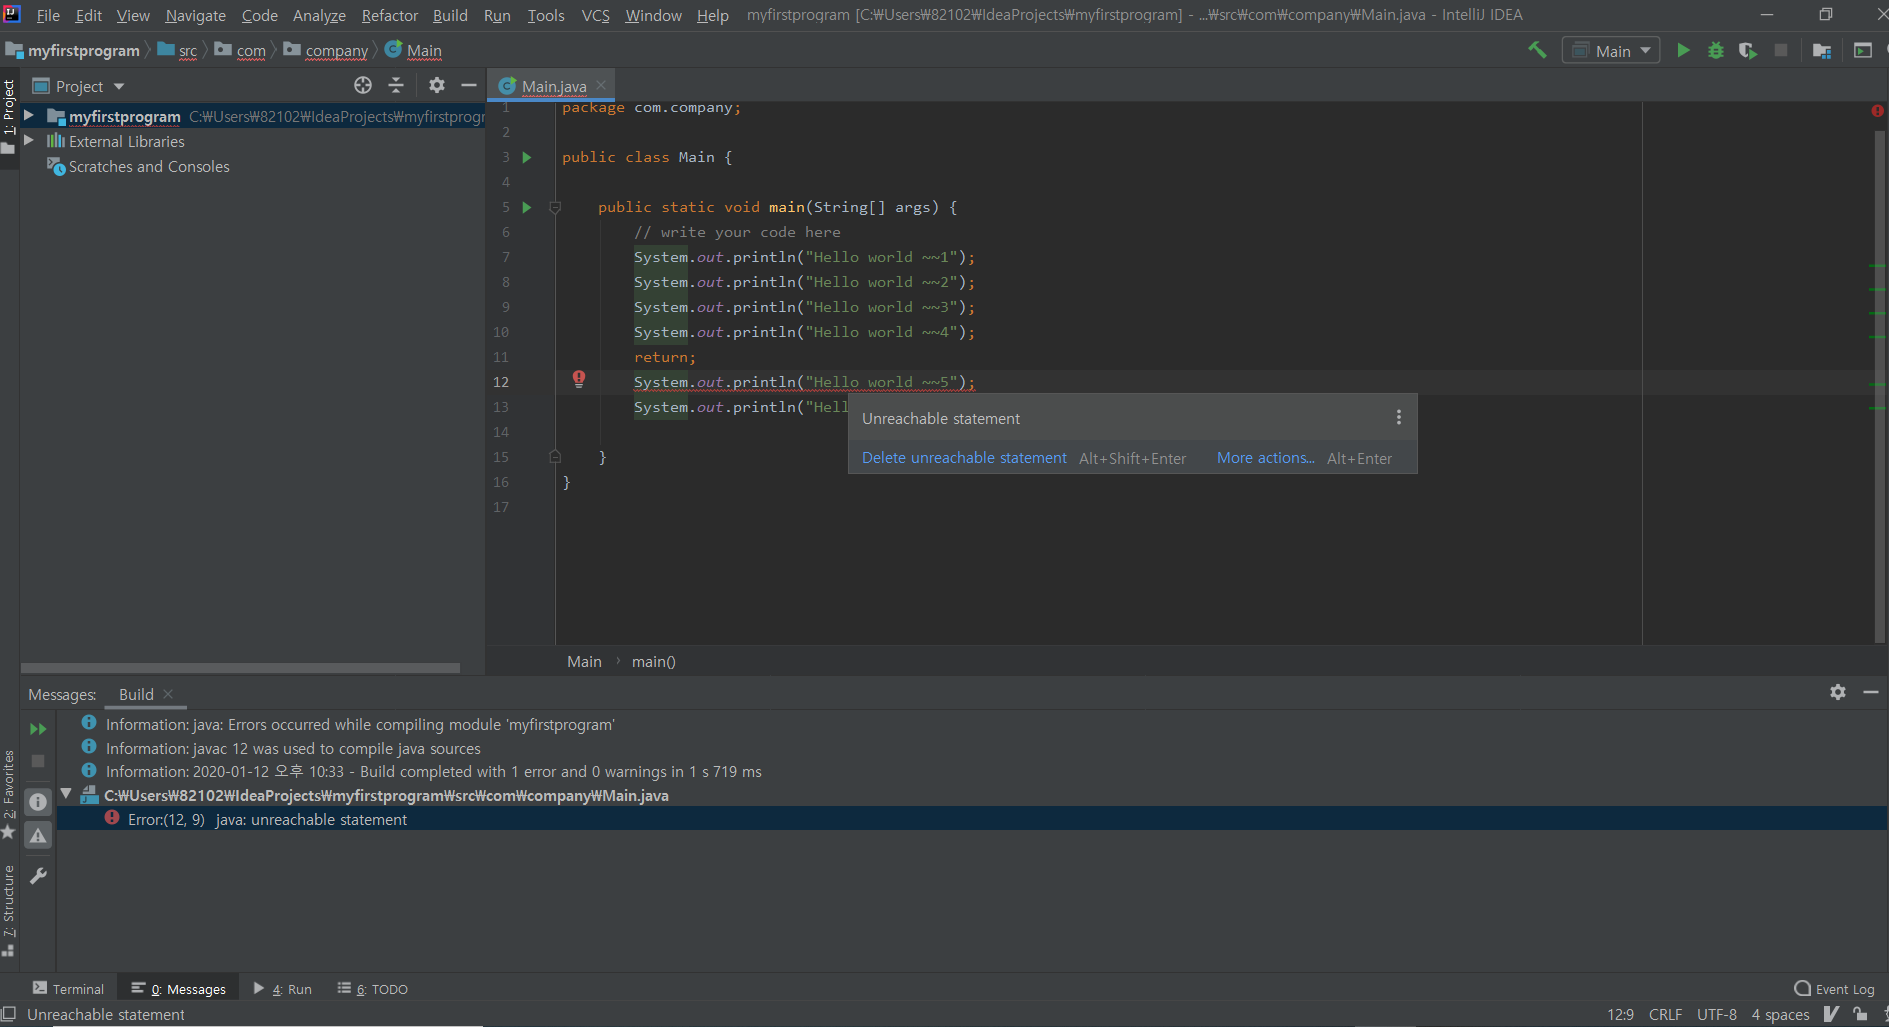 File Edit View Navigate Code Analyze Refactor Build Run Tools VCS Window Help myfirstprogram [C:₩Users₩82102₩IdeaProjects₩myfirstprogram] - ...₩src₩com₩company₩Main.java - IntelliJ IDEA
myfirstprogram src com company Main
Main
1: Project
Project
Main.java
myfirstprogram C:₩Users₩82102₩IdeaProjects₩myfirstprogr
External Libraries
Scratches and Consoles
1 package com.company;
2
3 public class Main {
4
5 public static void main(String[] args) {
6 // write your code here
7 System.out.println("Hello world ~~1");
8 System.out.println("Hello world ~~2");
9 System.out.println("Hello world ~~3");
10 System.out.println("Hello world ~~4");
11 return;
12 System.out.println("Hello world ~~5");
13 System.out.println("Hell
14
15 }
16 }
17
Unreachable statement
Delete unreachable statement Alt+Shift+Enter More actions... Alt+Enter
Main main()
Messages: Build
Information: java: Errors occurred while compiling module 'myfirstprogram'
Information: javac 12 was used to compile java sources
Information: 2020-01-12 오후 10:33 - Build completed with 1 error and 0 warnings in 1 s 719 ms
C:₩Users₩82102₩IdeaProjects₩myfirstprogram₩src₩com₩company₩Main.java
Error:(12, 9) java: unreachable statement
2: Favorites
7: Structure
Terminal 0: Messages 4: Run 6: TODO Event Log
Unreachable statement 12:9 CRLF UTF-8 4 spaces